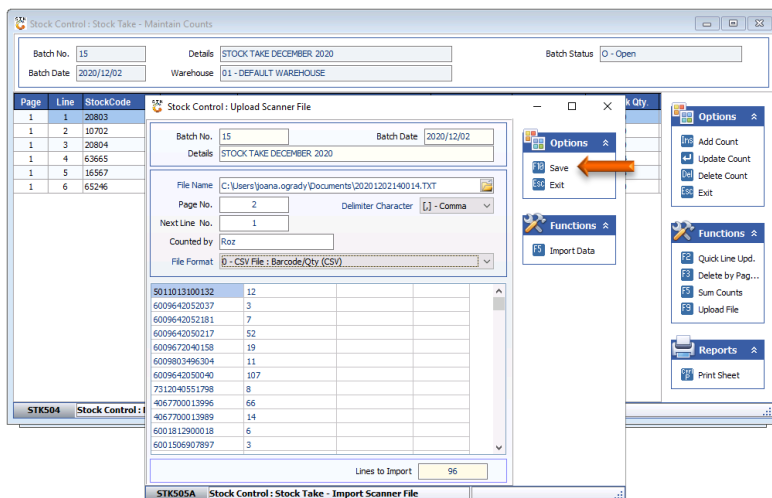 Stock Control : Stock Take - Maintain Counts
Batch No. 15 Details STOCK TAKE DECEMBER 2020 Batch Status O - Open
Batch Date 2020/12/02 Warehouse 01 - DEFAULT WAREHOUSE
Page Line StockCode k Qty.
1 1 20803
1 2 10702
1 3 20804
1 4 63665
1 5 16567
1 6 65246
Options
Ins Add Count
Update Count
Del Delete Count
Esc Exit
Functions
F2 Quick Line Upd.
F3 Delete by Pag...
F5 Sum Counts
F9 Upload File
Reports
Print Sheet
STK504 Stock Control :
Stock Control : Upload Scanner File
Batch No. 15 Batch Date 2020/12/02
Details STOCK TAKE DECEMBER 2020
File Name C:\Users\joana.ogrady\Documents\20201202140014.TXT
Page No. 2 Delimiter Character [,] - Comma
Next Line No. 1
Counted by Roz
File Format 0 - CSV File : Barcode/Qty (CSV)
5011013100132 12
6009642052037 3
6009642052181 7
6009642050217 52
6009672040158 19
6009803496304 11
6009642050040 107
7312040551798 8
4067700013996 66
4067700013989 14
6001812900018 6
6001506907897 3
Lines to Import 96
Options
F10 Save
Esc Exit
Functions
F5 Import Data
STK505A Stock Control : Stock Take - Import Scanner File